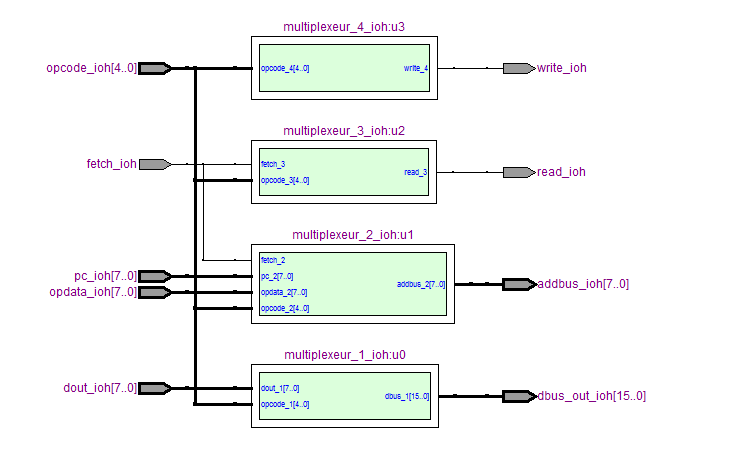 multiplexeur_4_ioh:u3
opcode_ioh[4..0]
opcode_4[4..0]
write_4
write_ioh
multiplexeur_3_ioh:u2
fetch_ioh
fetch_3
opcode_3[4..0]
read_3
read_ioh
multiplexeur_2_ioh:u1
fetch_2
pc_ioh[7..0]
pc_2[7..0]
opdata_ioh[7..0]
opdata_2[7..0]
opcode_2[4..0]
addbus_2[7..0]
addbus_ioh[7..0]
multiplexeur_1_ioh:u0
dout_ioh[7..0]
dout_1[7..0]
opcode_1[4..0]
dbus_1[15..0]
dbus_out_ioh[15..0]